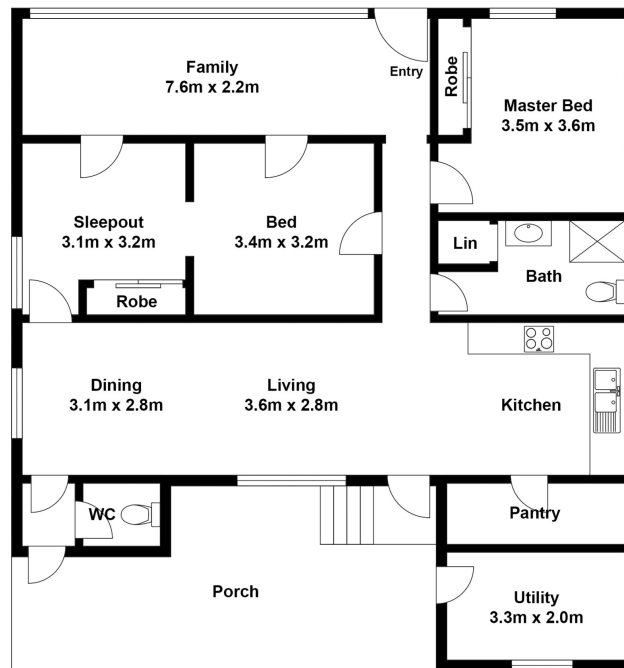 Family
7.6m x 2.2m
Entry
Robe
Master Bed
3.5m x 3.6m
Sleepout
3.1m x 3.2m
Bed
3.4m x 3.2m
Lin
Bath
Robe
Dining
3.1m x 2.8m
Living
3.6m x 2.8m
Kitchen
WC
Pantry
Porch
Utility
3.3m x 2.0m